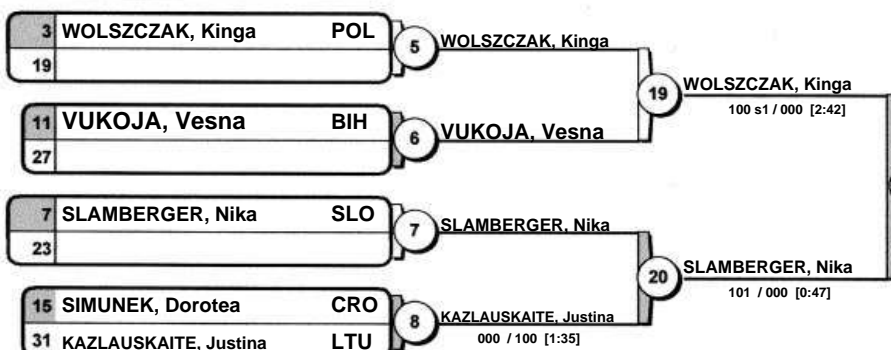 3 WOLSZCZAK, Kinga POL
19
5 WOLSZCZAK, Kinga
19 WOLSZCZAK, Kinga
100 s1 / 000 [2:42]
11 VUKOJA, Vesna BIH
27
6 VUKOJA, Vesna
7 SLAMBERGER, Nika SLO
23
7 SLAMBERGER, Nika
20 SLAMBERGER, Nika
101 / 000 [0:47]
15 SIMUNEK, Dorotea CRO
31 KAZLAUSKAITE, Justina LTU
8 KAZLAUSKAITE, Justina
000 / 100 [1:35]